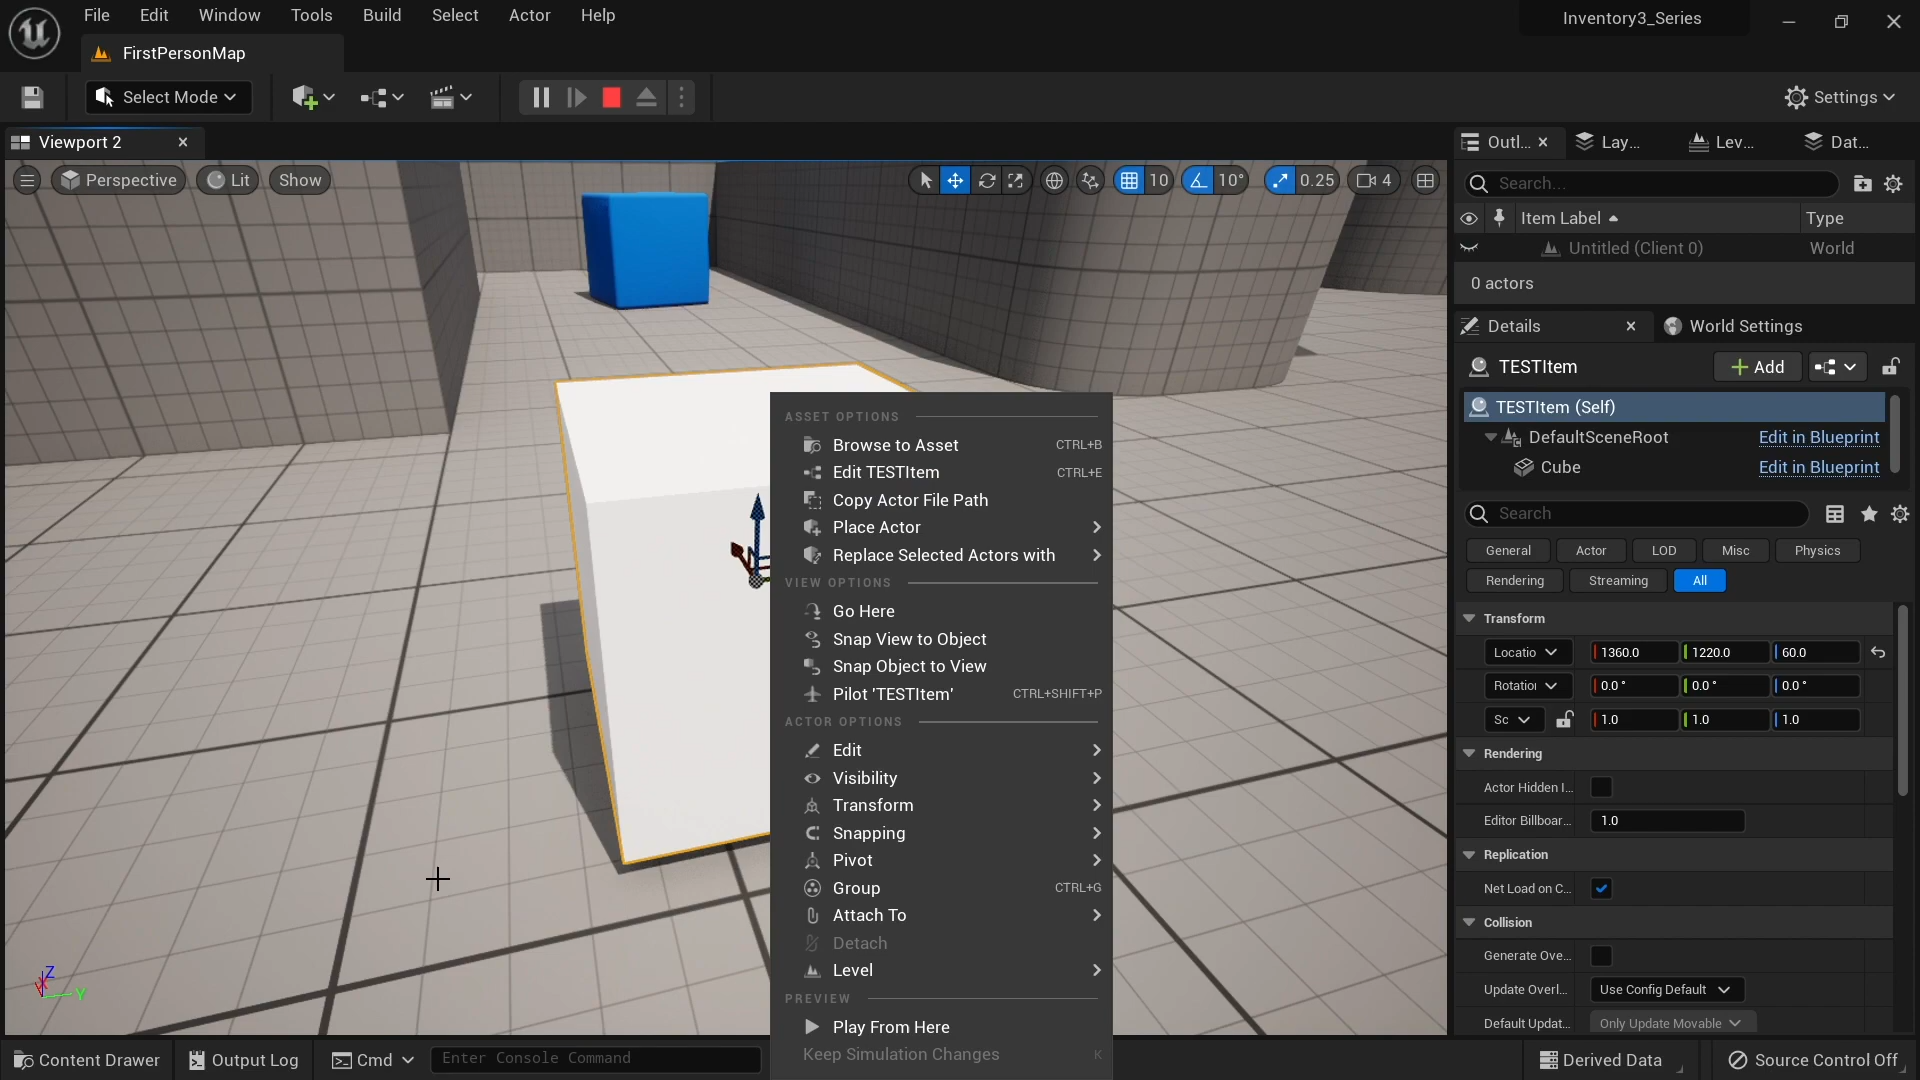 File
Edit
Window
Tools
Build
Select
Actor
Help
Inventory3_Series
FirstPersonMap
Select Mode
Settings
Viewport 2
Perspective
Lit
Show
10
10°
0.25
4
Outl...
Lay...
Lev...
Dat...
Search...
Item Label
Type
Untitled (Client 0)
World
0 actors
Details
World Settings
TESTItem
Add
TESTItem (Self)
DefaultSceneRoot
Edit in Blueprint
Cube
Edit in Blueprint
Search
General
Actor
LOD
Misc
Physics
Rendering
Streaming
All
Transform
Locatio
1360.0
1220.0
60.0
Rotatio
0.0 °
0.0 °
0.0 °
Sc
1.0
1.0
1.0
Rendering
Actor Hidden I...
Editor Billboar...
1.0
Replication
Net Load on C...
Collision
Generate Ove...
Update Overl...
Use Config Default
Default Updat...
Only Update Movable
ASSET OPTIONS
Browse to Asset
CTRL+B
Edit TESTItem
CTRL+E
Copy Actor File Path
Place Actor
Replace Selected Actors with
VIEW OPTIONS
Go Here
Snap View to Object
Snap Object to View
Pilot 'TESTItem'
CTRL+SHIFT+P
ACTOR OPTIONS
Edit
Visibility
Transform
Snapping
Pivot
Group
CTRL+G
Attach To
Detach
Level
PREVIEW
Play From Here
Keep Simulation Changes
K
Z
X
Y
Content Drawer
Output Log
Cmd
Enter Console Command
Derived Data
Source Control Off